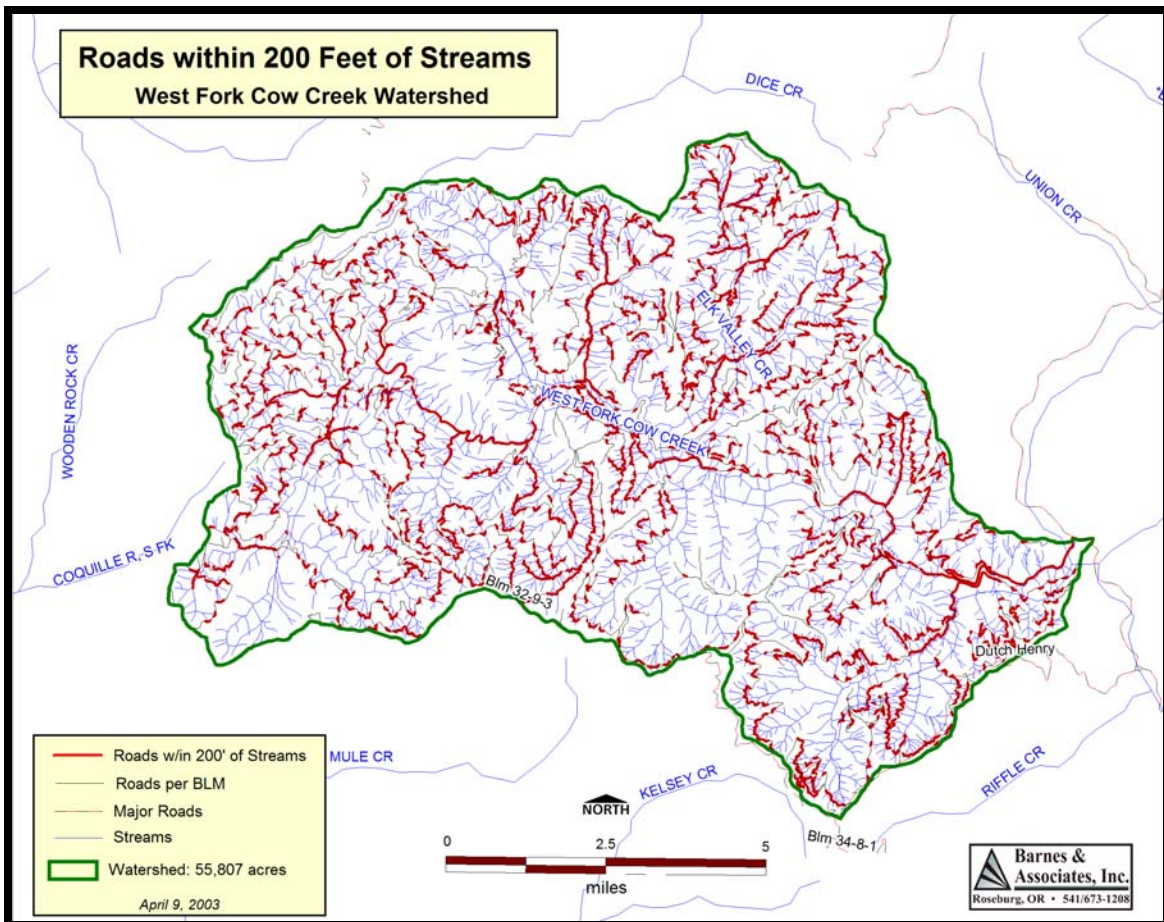 Roads within 200 Feet of Streams
West Fork Cow Creek Watershed
DICE CR
UNION CR
WOODEN ROCK CR
ELK VALLEY CR
WEST FORK COW CREEK
COQUILLE R, S FK
Blm 32-9-3
Dutch Henry
MULE CR
KELSEY CR
RIFFLE CR
Blm 34-8-1
Roads w/in 200' of Streams
Roads per BLM
Major Roads
Streams
Watershed: 55,807 acres
April 9, 2003
NORTH
0 2.5 5
miles
Barnes &
Associates, Inc.
Roseburg, OR • 541/673-1208